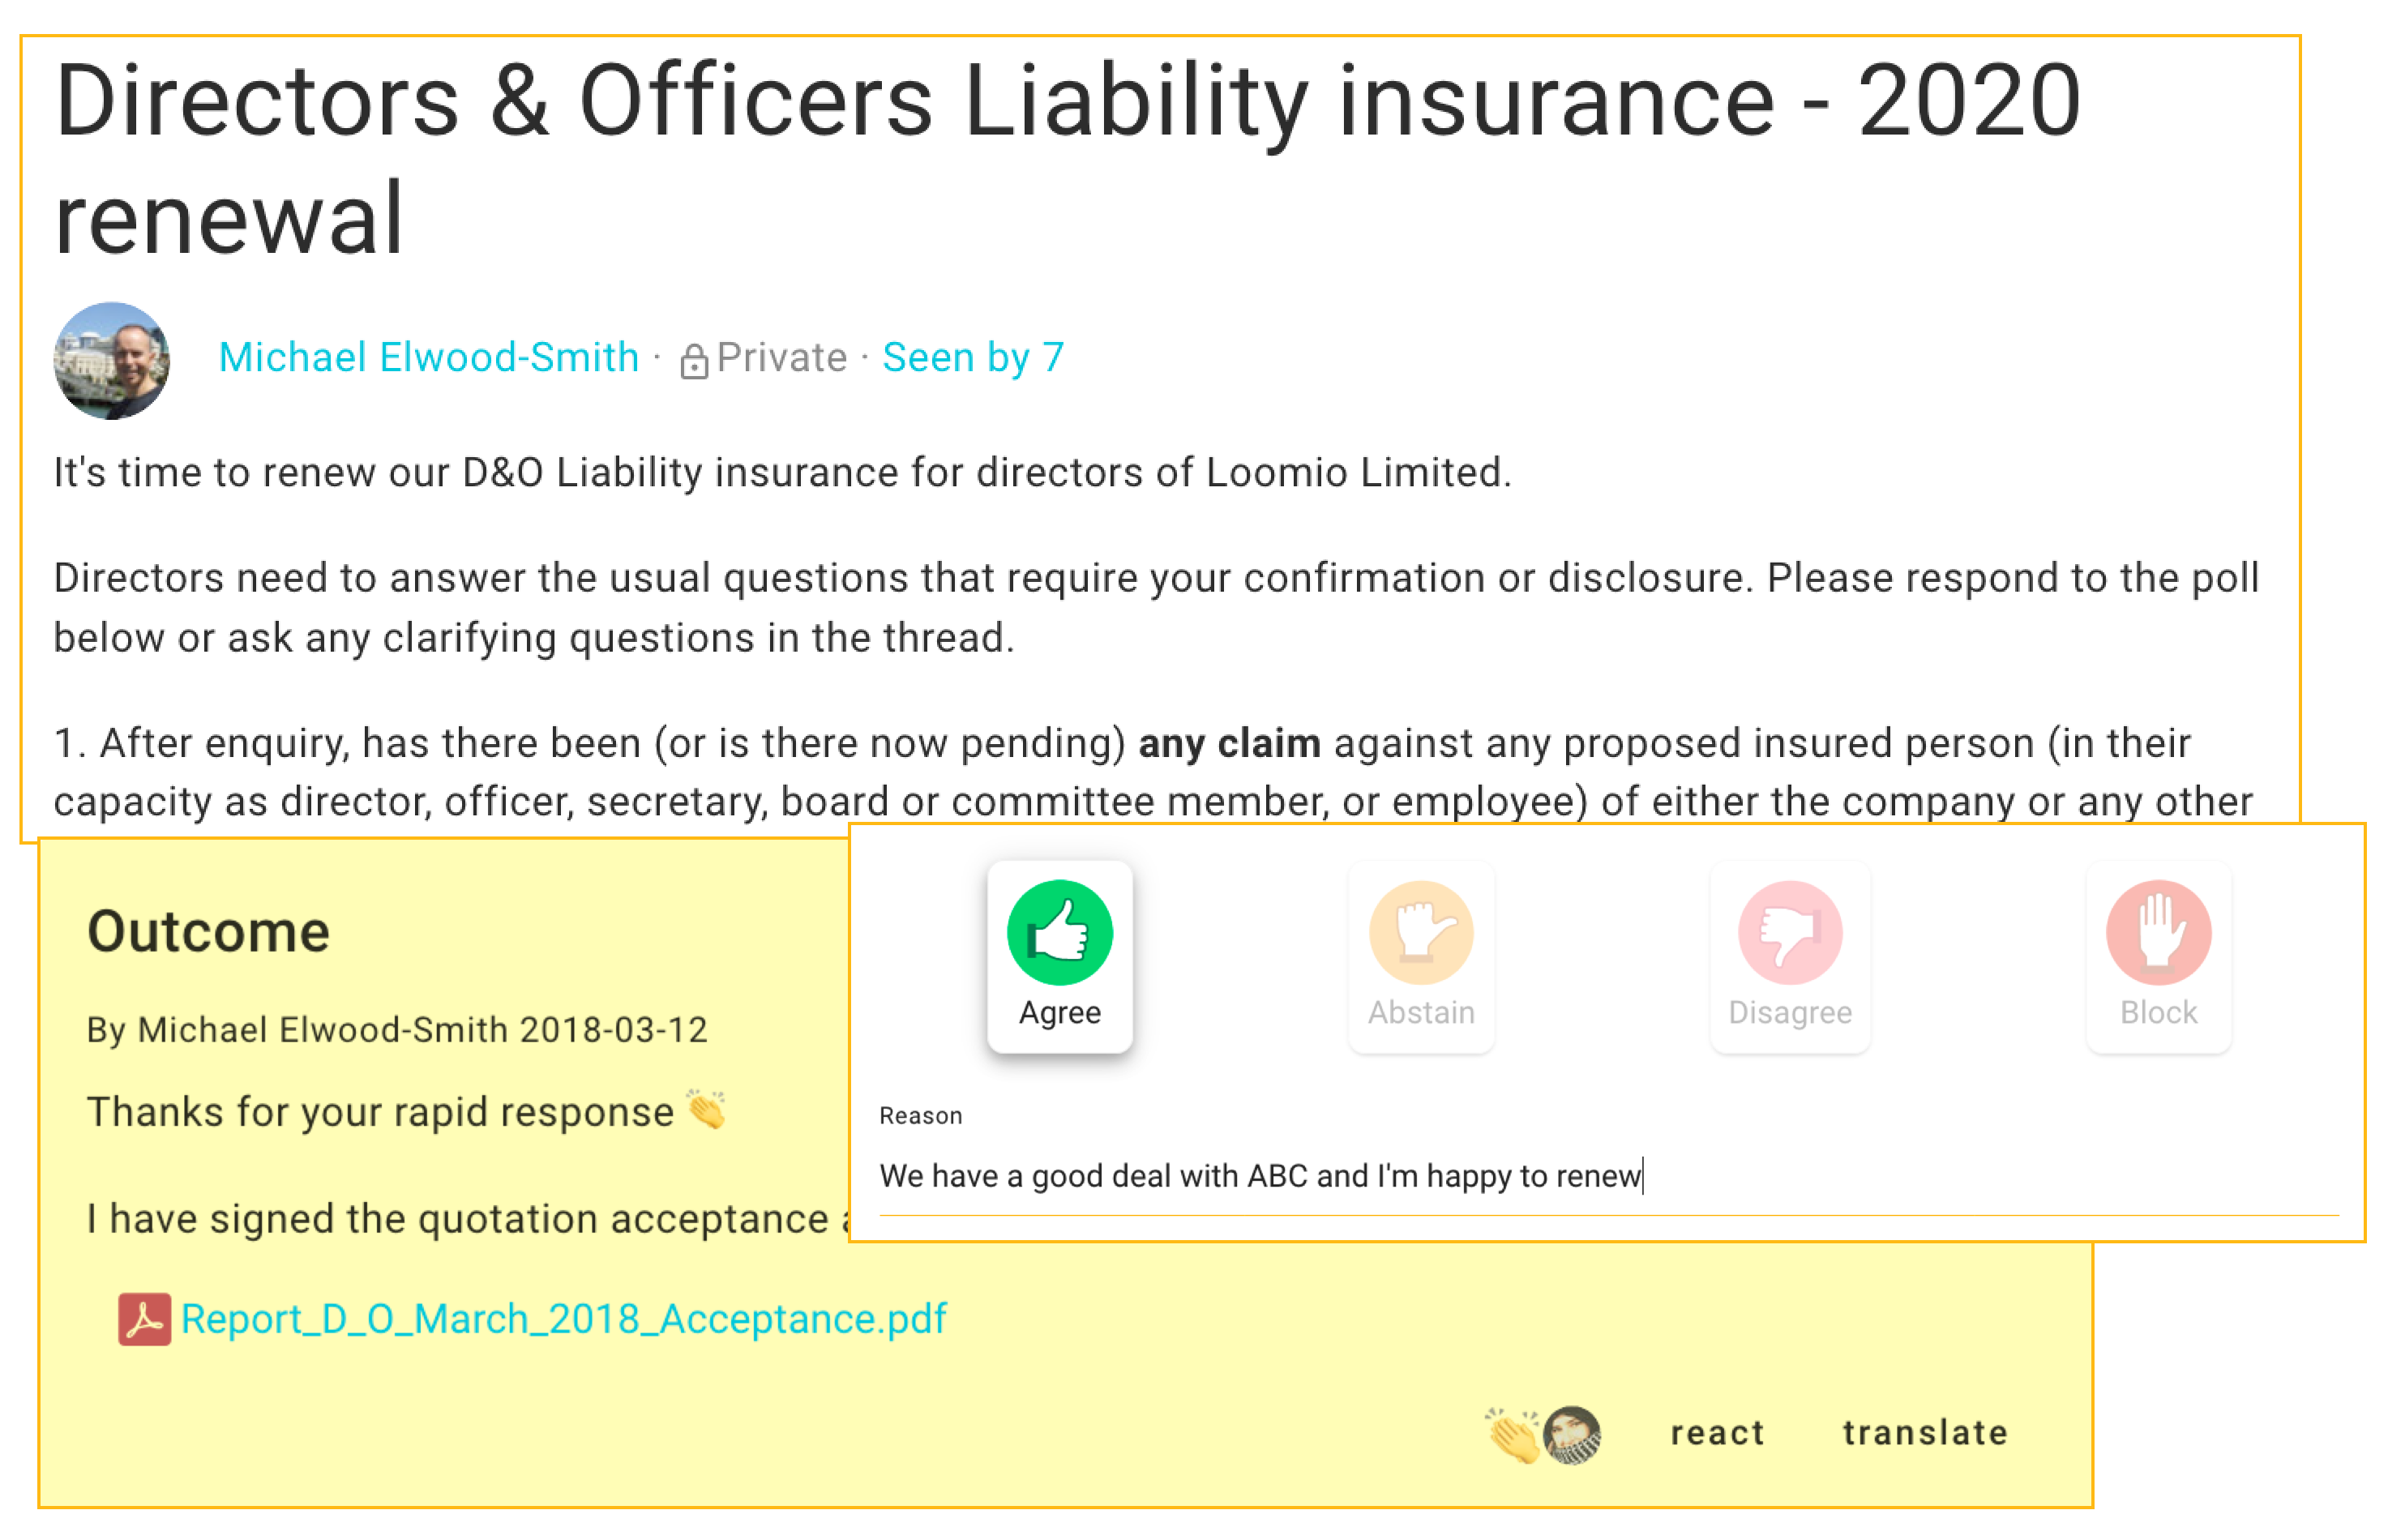 Directors & Officers Liability insurance - 2020
renewal
Michael Elwood-Smith · Private · Seen by 7
It's time to renew our D&O Liability insurance for directors of Loomio Limited.
Directors need to answer the usual questions that require your confirmation or disclosure. Please respond to the poll
below or ask any clarifying questions in the thread.
1. After enquiry, has there been (or is there now pending) any claim against any proposed insured person (in their
capacity as director, officer, secretary, board or committee member, or employee) of either the company or any other
Outcome
By Michael Elwood-Smith 2018-03-12
Thanks for your rapid response 👏
I have signed the quotation acceptance
Report_D_O_March_2018_Acceptance.pdf
react translate
Agree Abstain Disagree Block
Reason
We have a good deal with ABC and I'm happy to renew